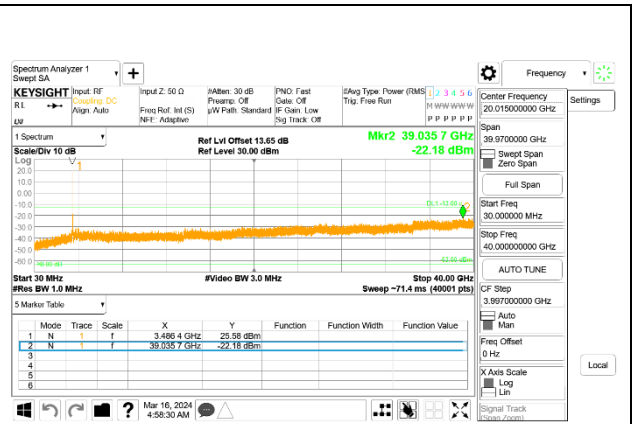 Spectrum Analyzer 1
Swept SA
+
Frequency
KEYSIGHT
Input: RF
Coupling: DC
Align: Auto
Input Z: 50 Ω
Freq Ref: Int (S)
NFE: Adaptive
#Atten: 30 dB
Preamp: Off
µW Path: Standard
PNO: Fast
Gate: Off
IF Gain: Low
Sig Track: Off
#Avg Type: Power (RMS
Trig: Free Run
1 2 3 4 5 6
M W W W W W
P P P P P P
RL
LXI
Center Frequency
20.015000000 GHz
Settings
Span
39.9700000 GHz
Swept Span
Zero Span
Full Span
Start Freq
30.000000 MHz
Stop Freq
40.000000000 GHz
AUTO TUNE
CF Step
3.997000000 GHz
Auto
Man
Freq Offset
0 Hz
X Axis Scale
Log
Lin
Signal Track
(Span Zoom)
Local
1 Spectrum
Scale/Div 10 dB
Ref Lvl Offset 13.65 dB
Ref Level 30.00 dBm
Mkr2 39.035 7 GHz
-22.18 dBm
Log
20.0
10.0
0.00
-10.0
-20.0
-30.0
-40.0
-50.0
-60.0
1
2
Start 30 MHz
#Res BW 1.0 MHz
#Video BW 3.0 MHz
Stop 40.00 GHz
Sweep ~71.4 ms (40001 pts)
5 Marker Table
Mode Trace Scale X Y Function Function Width Function Value
1 N 1 f 3.486 4 GHz 25.58 dBm
2 N 1 f 39.035 7 GHz -22.18 dBm
3
4
5
6
?
Mar 16, 2024
4:58:30 AM